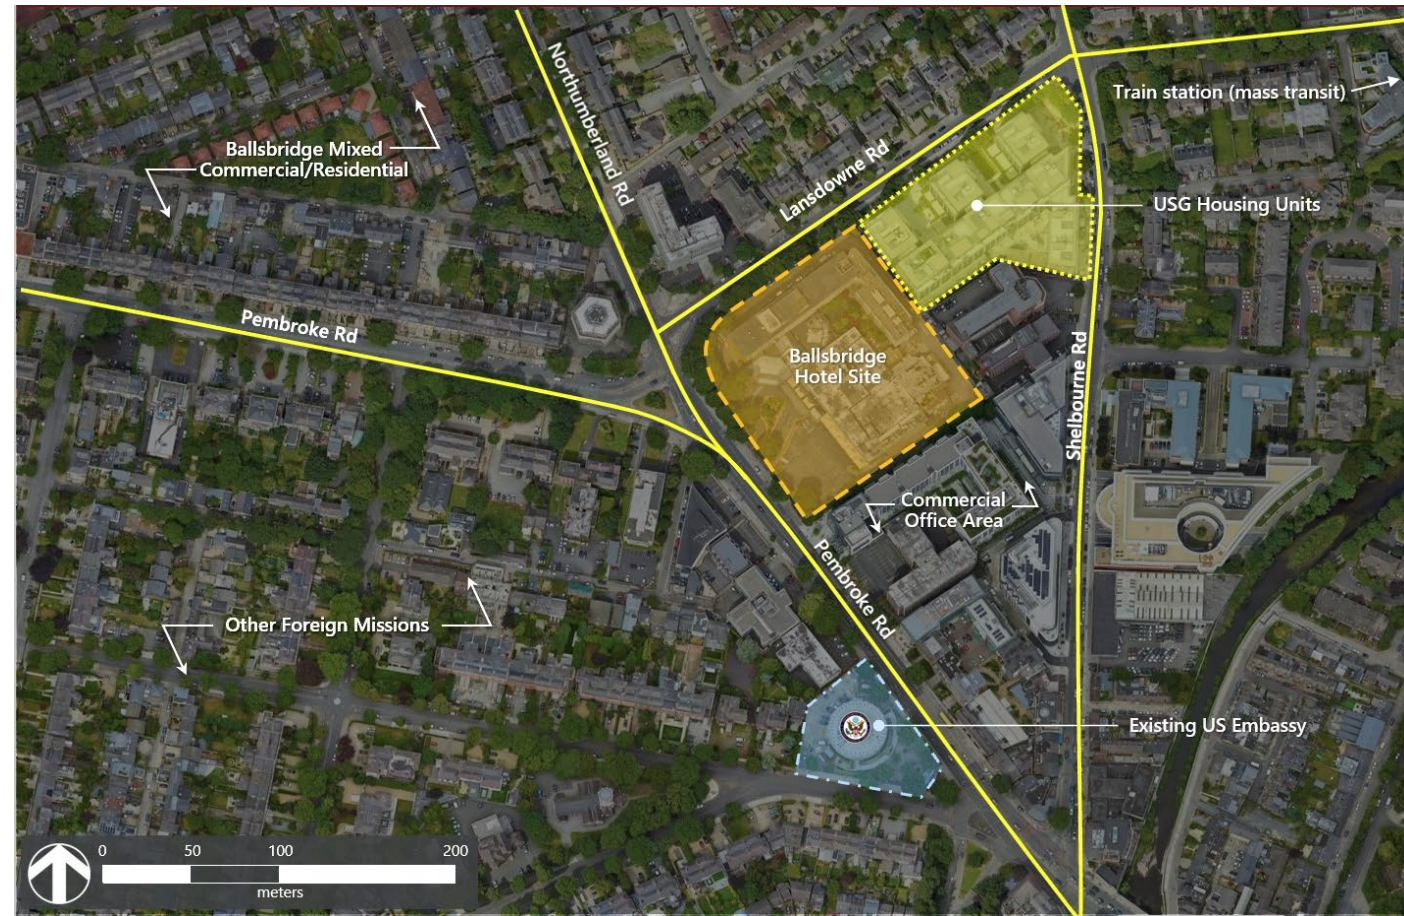 Northumberland Rd
Train station (mass transit)
Ballsbridge Mixed
Commercial/Residential
Lansdowne Rd
USG Housing Units
Pembroke Rd
Ballsbridge
Hotel Site
Shelbourne Rd
Commercial
Office Area
Pembroke Rd
Other Foreign Missions
Existing US Embassy
0 50 100 200
meters